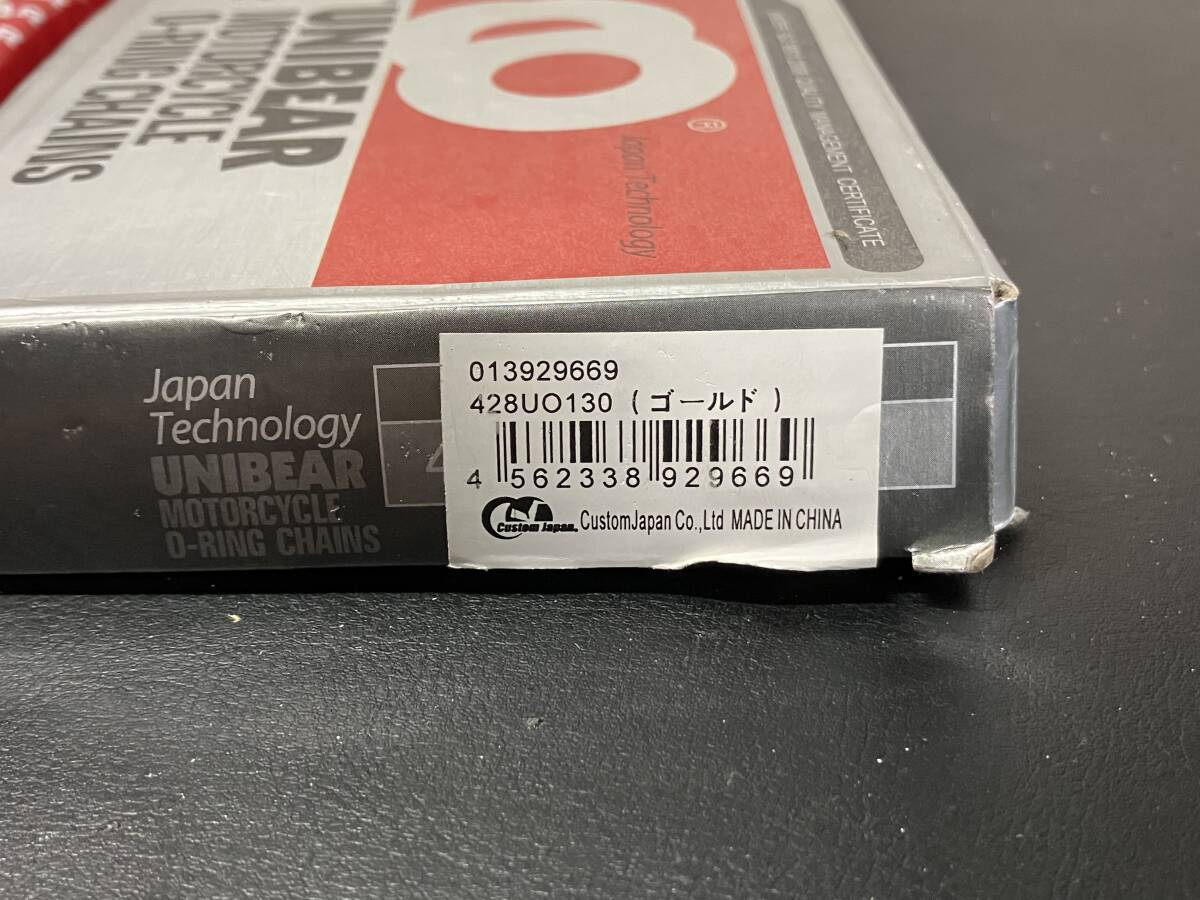 UNIBEAR
MOTORCYCLE
O-RING CHAINS
®
Japan Technology
MANAGEMENT CERTIFICATE
Japan
Technology
UNIBEAR
MOTORCYCLE
O-RING CHAINS
013929669
428UO130 (ゴールド)
4 562338 929669
Custom Japan. CustomJapan Co.,Ltd MADE IN CHINA